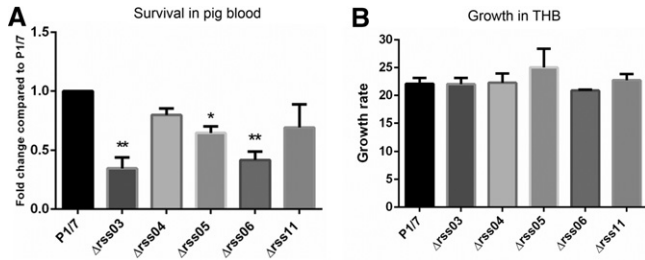 A
Survival in pig blood
Fold change compared to P1/7
1.5
1.0
0.5
0.0
**
*
**
P1/7
Δrss03
Δrss04
Δrss05
Δrss06
Δrss11
B
Growth in THB
Growth rate
30
25
20
15
10
5
0
P1/7
Δrss03
Δrss04
Δrss05
Δrss06
Δrss11